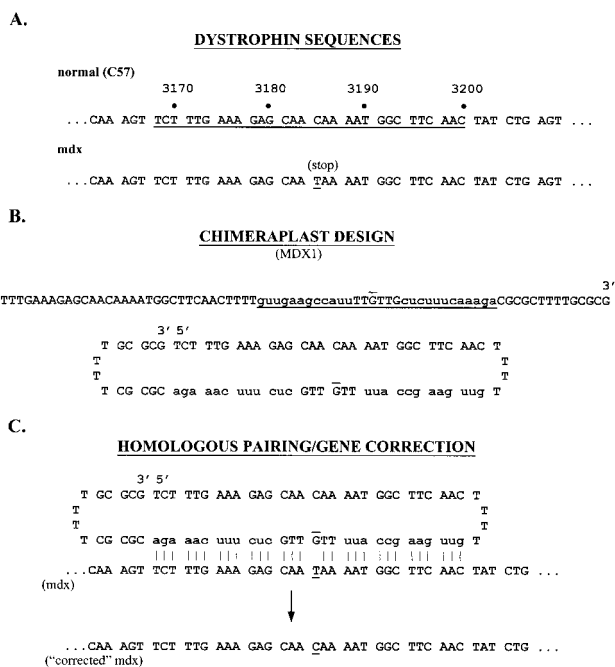 A.
DYSTROPHIN SEQUENCES
normal (C57)
3170 3180 3190 3200
...CAA AGT TCT TTG AAA GAG CAA CAA AAT GGC TTC AAC TAT CTG AGT ...
mdx
(stop)
...CAA AGT TCT TTG AAA GAG CAA TAA AAT GGC TTC AAC TAT CTG AGT ...
B.
CHIMERAPLAST DESIGN
(MDX1)
3'
TTTGAAAGAGCAACAAAATGGCTTCAACTTTTguugaagccauuTTGTTGcucuuucaaagaCGCGCTTTTGCGCG
3' 5'
T GC GCG TCT TTG AAA GAG CAA CAA AAT GGC TTC AAC T
T T
T T
T CG CGC aga aac uuu cuc GTT GTT uua ccg aag uug T
C.
HOMOLOGOUS PAIRING/GENE CORRECTION
3' 5'
T GC GCG TCT TTG AAA GAG CAA CAA AAT GGC TTC AAC T
T T
T T
T CG CGC aga aac uuu cuc GTT GTT uua ccg aag uug T
...CAA AGT TCT TTG AAA GAG CAA TAA AAT GGC TTC AAC TAT CTG ...
(mdx)
...CAA AGT TCT TTG AAA GAG CAA CAA AAT GGC TTC AAC TAT CTG ...
("corrected" mdx)